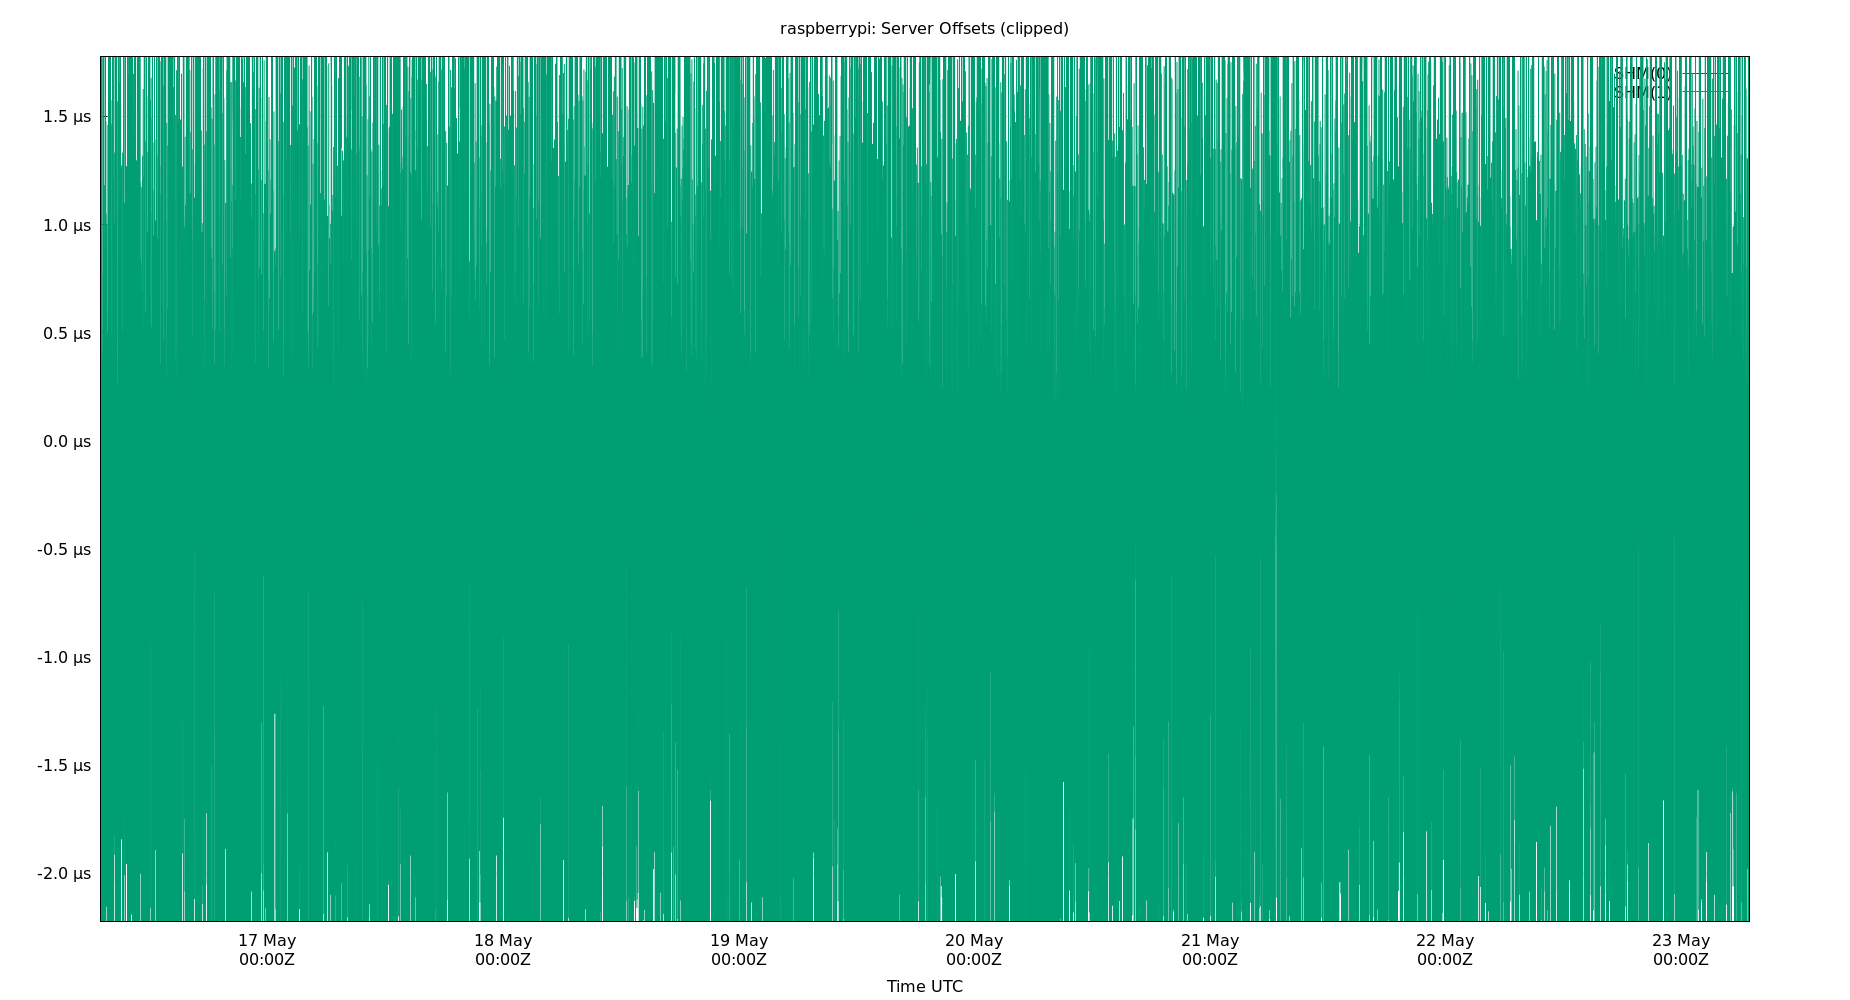 raspberrypi: Server Offsets (clipped)
SHM(0)
SHM(1)
1.5 µs
1.0 µs
0.5 µs
0.0 µs
-0.5 µs
-1.0 µs
-1.5 µs
-2.0 µs
17 May 18 May 19 May 20 May 21 May 22 May 23 May
00:00Z 00:00Z 00:00Z 00:00Z 00:00Z 00:00Z 00:00Z
Time UTC